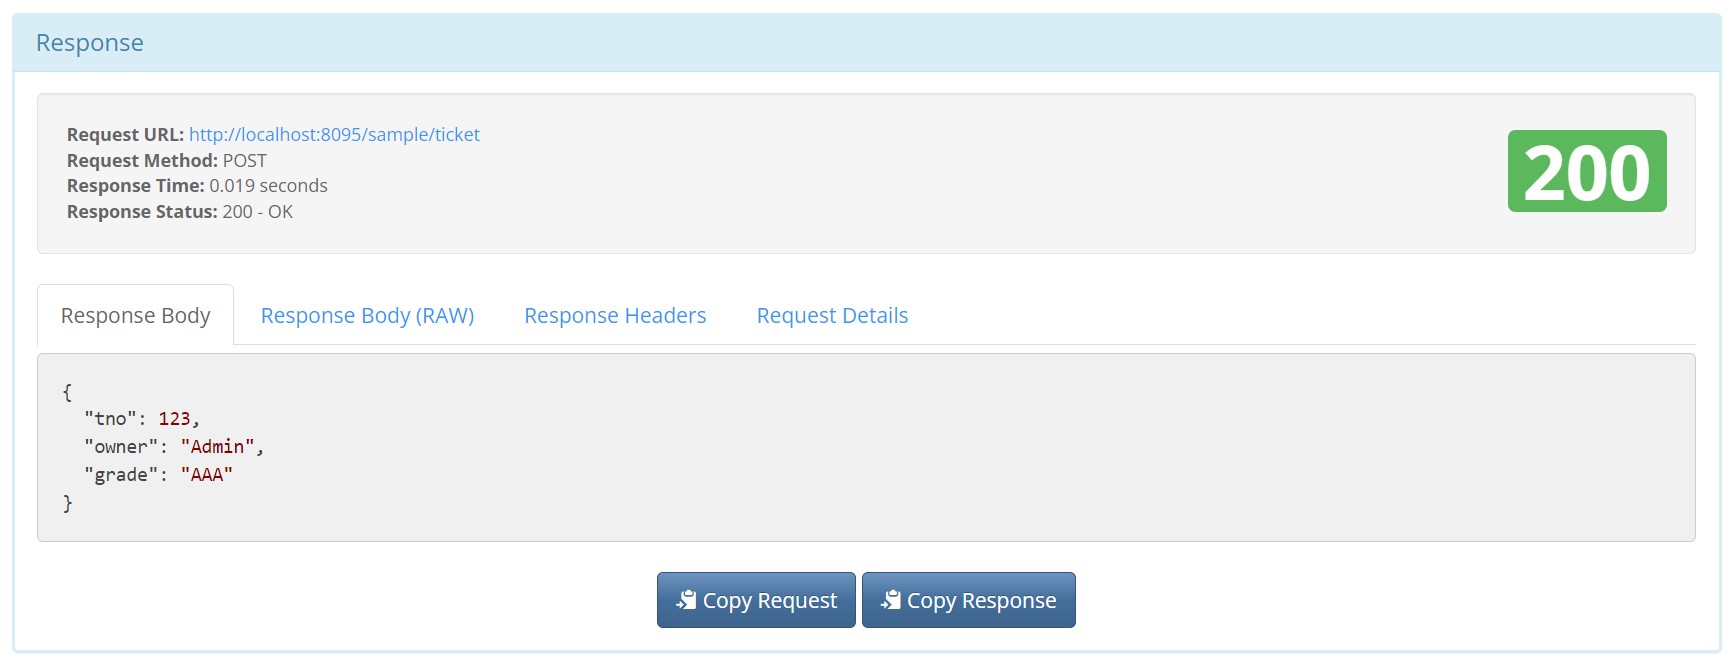 Response
Request URL: http://localhost:8095/sample/ticket
Request Method: POST
Response Time: 0.019 seconds
Response Status: 200 - OK
200
Response Body Response Body (RAW) Response Headers Request Details
{
"tno": 123,
"owner": "Admin",
"grade": "AAA"
}
Copy Request Copy Response